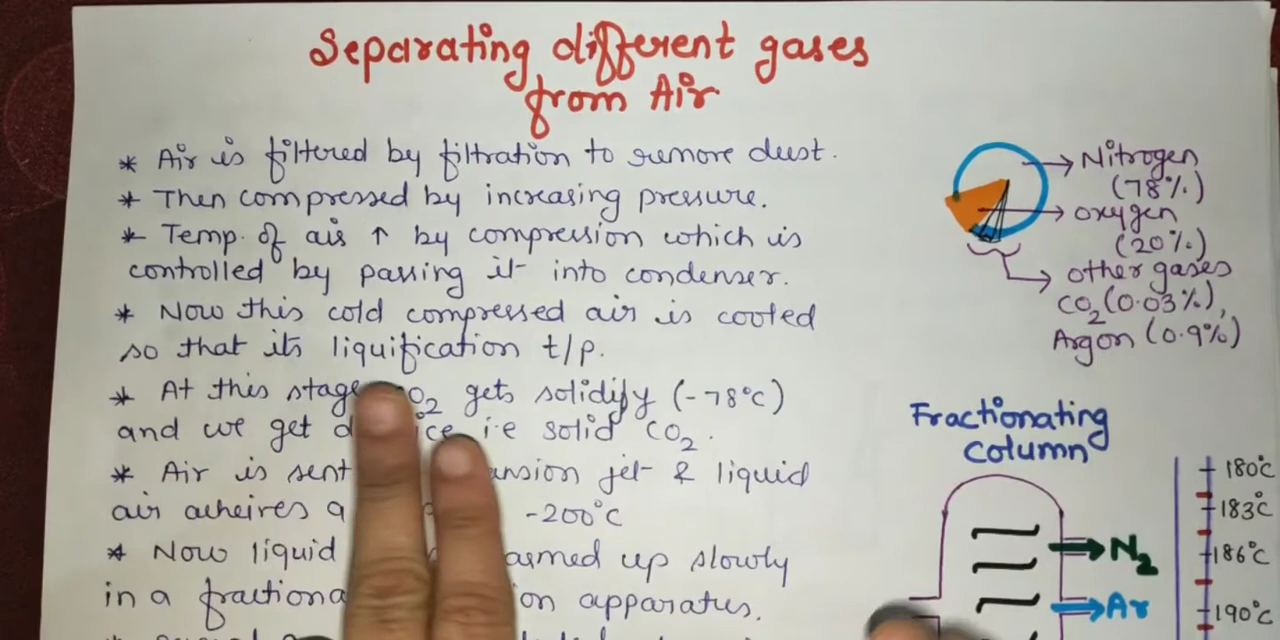 Separating different gases
from Air
* Air is filtered by filtration to remove dust.
* Then compressed by increasing pressure.
* Temp. of air ↑ by compression which is
controlled by passing it into condenser.
* Now this cold compressed air is cooled
so that its liquification t/p.
* At this stage CO2 gets solidify (-78°C)
and we get ice i.e solid CO2.
* Air is sent jet & liquid
air acheires a -200°C
* Now liquid up slowly
in a apparatus.
Nitrogen
(78%)
oxygen
(20%)
other gases
CO2 (0.03%),
Argon (0.9%)
Fractionating
Column
N2
Ar
180°C
183°C
186°C
190°C